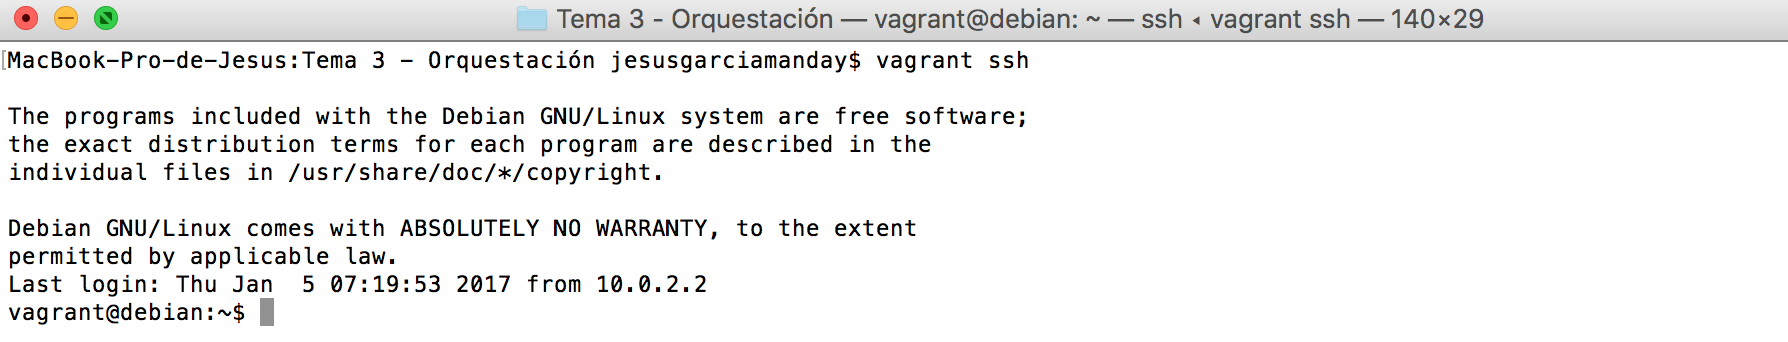 Tema 3 - Orquestación — vagrant@debian: ~ — ssh ◂ vagrant ssh — 140×29
[MacBook-Pro-de-Jesus:Tema 3 - Orquestación jesusgarciamanday$ vagrant ssh
The programs included with the Debian GNU/Linux system are free software;
the exact distribution terms for each program are described in the
individual files in /usr/share/doc/*/copyright.
Debian GNU/Linux comes with ABSOLUTELY NO WARRANTY, to the extent
permitted by applicable law.
Last login: Thu Jan  5 07:19:53 2017 from 10.0.2.2
vagrant@debian:~$